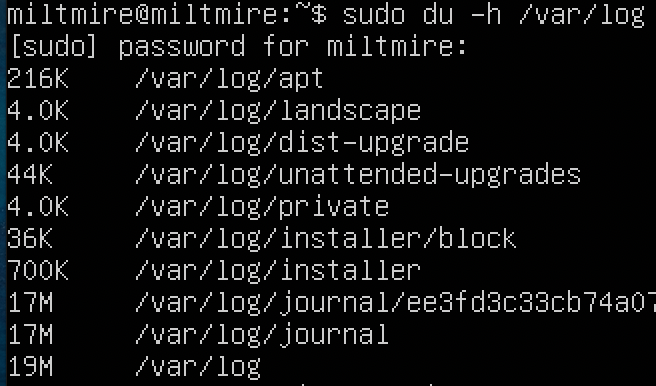 miltmire@miltmire:~$ sudo du -h /var/log
[sudo] password for miltmire:
216K /var/log/apt
4.0K /var/log/landscape
4.0K /var/log/dist-upgrade
44K /var/log/unattended-upgrades
4.0K /var/log/private
36K /var/log/installer/block
700K /var/log/installer
17M /var/log/journal/ee3fd3c33cb74a07
17M /var/log/journal
19M /var/log